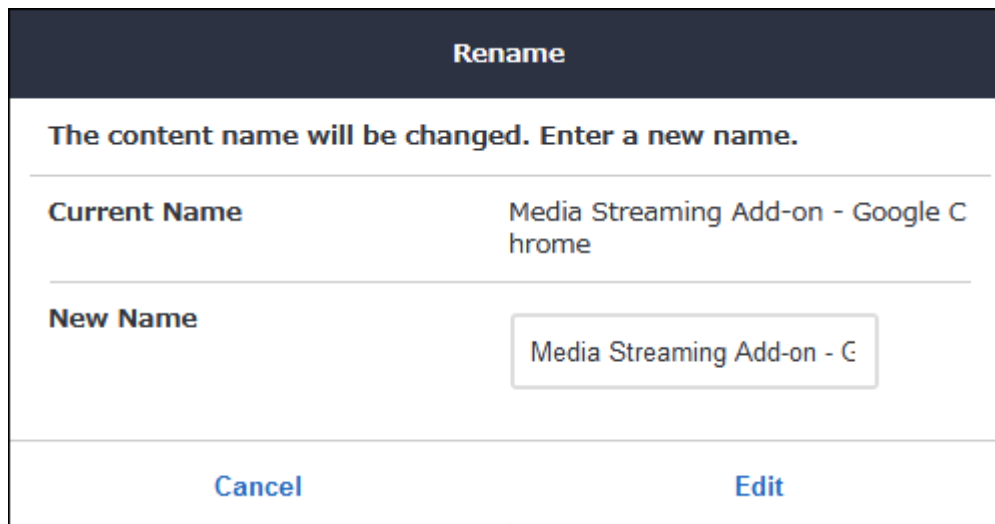 Rename
The content name will be changed. Enter a new name.
Current Name
Media Streaming Add-on - Google C
hrome
New Name
Media Streaming Add-on - G
Cancel
Edit